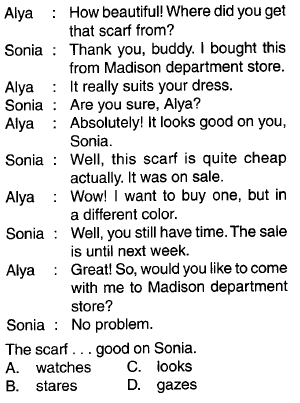 Alya : How beautiful! Where did you get
that scarf from?
Sonia : Thank you, buddy. I bought this
from Madison department store.
Alya : It really suits your dress.
Sonia : Are you sure, Alya?
Alya : Absolutely! It looks good on you,
Sonia.
Sonia : Well, this scarf is quite cheap
actually. It was on sale.
Alya : Wow! I want to buy one, but in
a different color.
Sonia : Well, you still have time. The sale
is until next week.
Alya : Great! So, would you like to come
with me to Madison department
store?
Sonia : No problem.
The scarf . . . good on Sonia.
A. watches C. looks
B. stares D. gazes